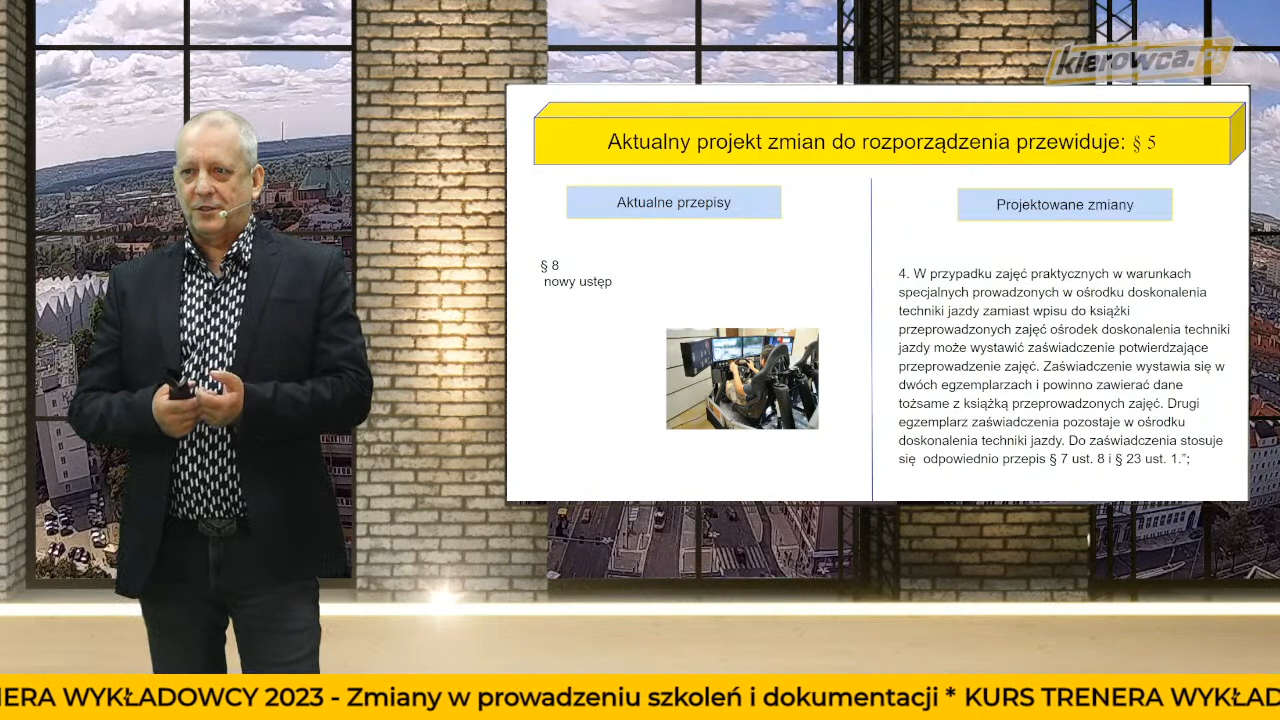 kierowca.PL
Aktualny projekt zmian do rozporządzenia przewiduje: § 5
Aktualne przepisy
Projektowane zmiany
§ 8
nowy ustęp
4. W przypadku zajęć praktycznych w warunkach
specjalnych prowadzonych w ośrodku doskonalenia
techniki jazdy zamiast wpisu do książki
przeprowadzonych zajęć ośrodek doskonalenia techniki
jazdy może wystawić zaświadczenie potwierdzające
przeprowadzenie zajęć. Zaświadczenie wystawia się w
dwóch egzemplarzach i powinno zawierać dane
tożsame z książką przeprowadzonych zajęć. Drugi
egzemplarz zaświadczenia pozostaje w ośrodku
doskonalenia techniki jazdy. Do zaświadczenia stosuje
się odpowiednio przepis § 7 ust. 8 i § 23 ust. 1.”;
NERA WYKŁADOWCY 2023 - Zmiany w prowadzeniu szkoleń i dokumentacji * KURS TRENERA WYKŁAD